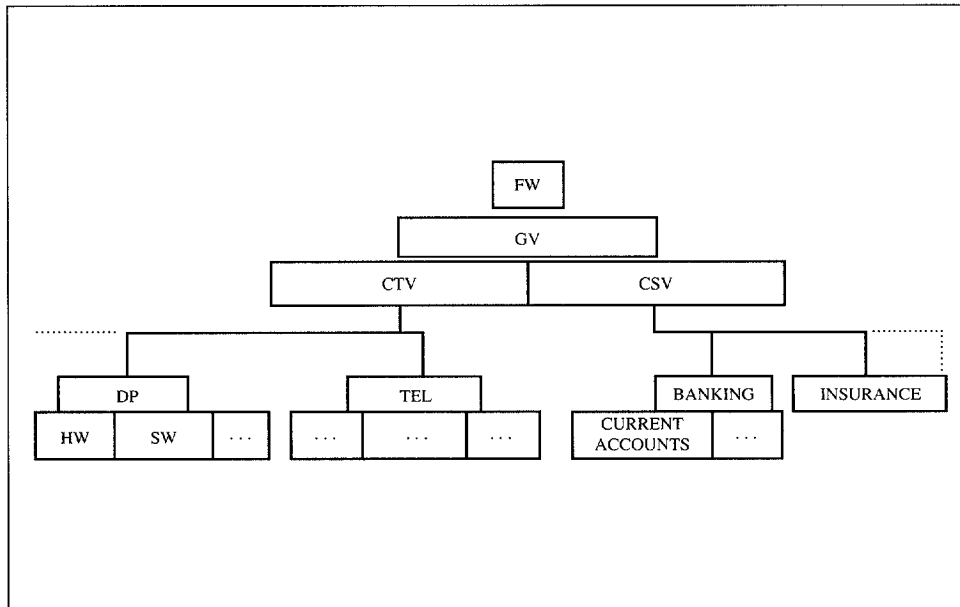 FW
GV
CTV CSV
DP TEL BANKING INSURANCE
HW SW ... ... ... ... CURRENT ACCOUNTS ...